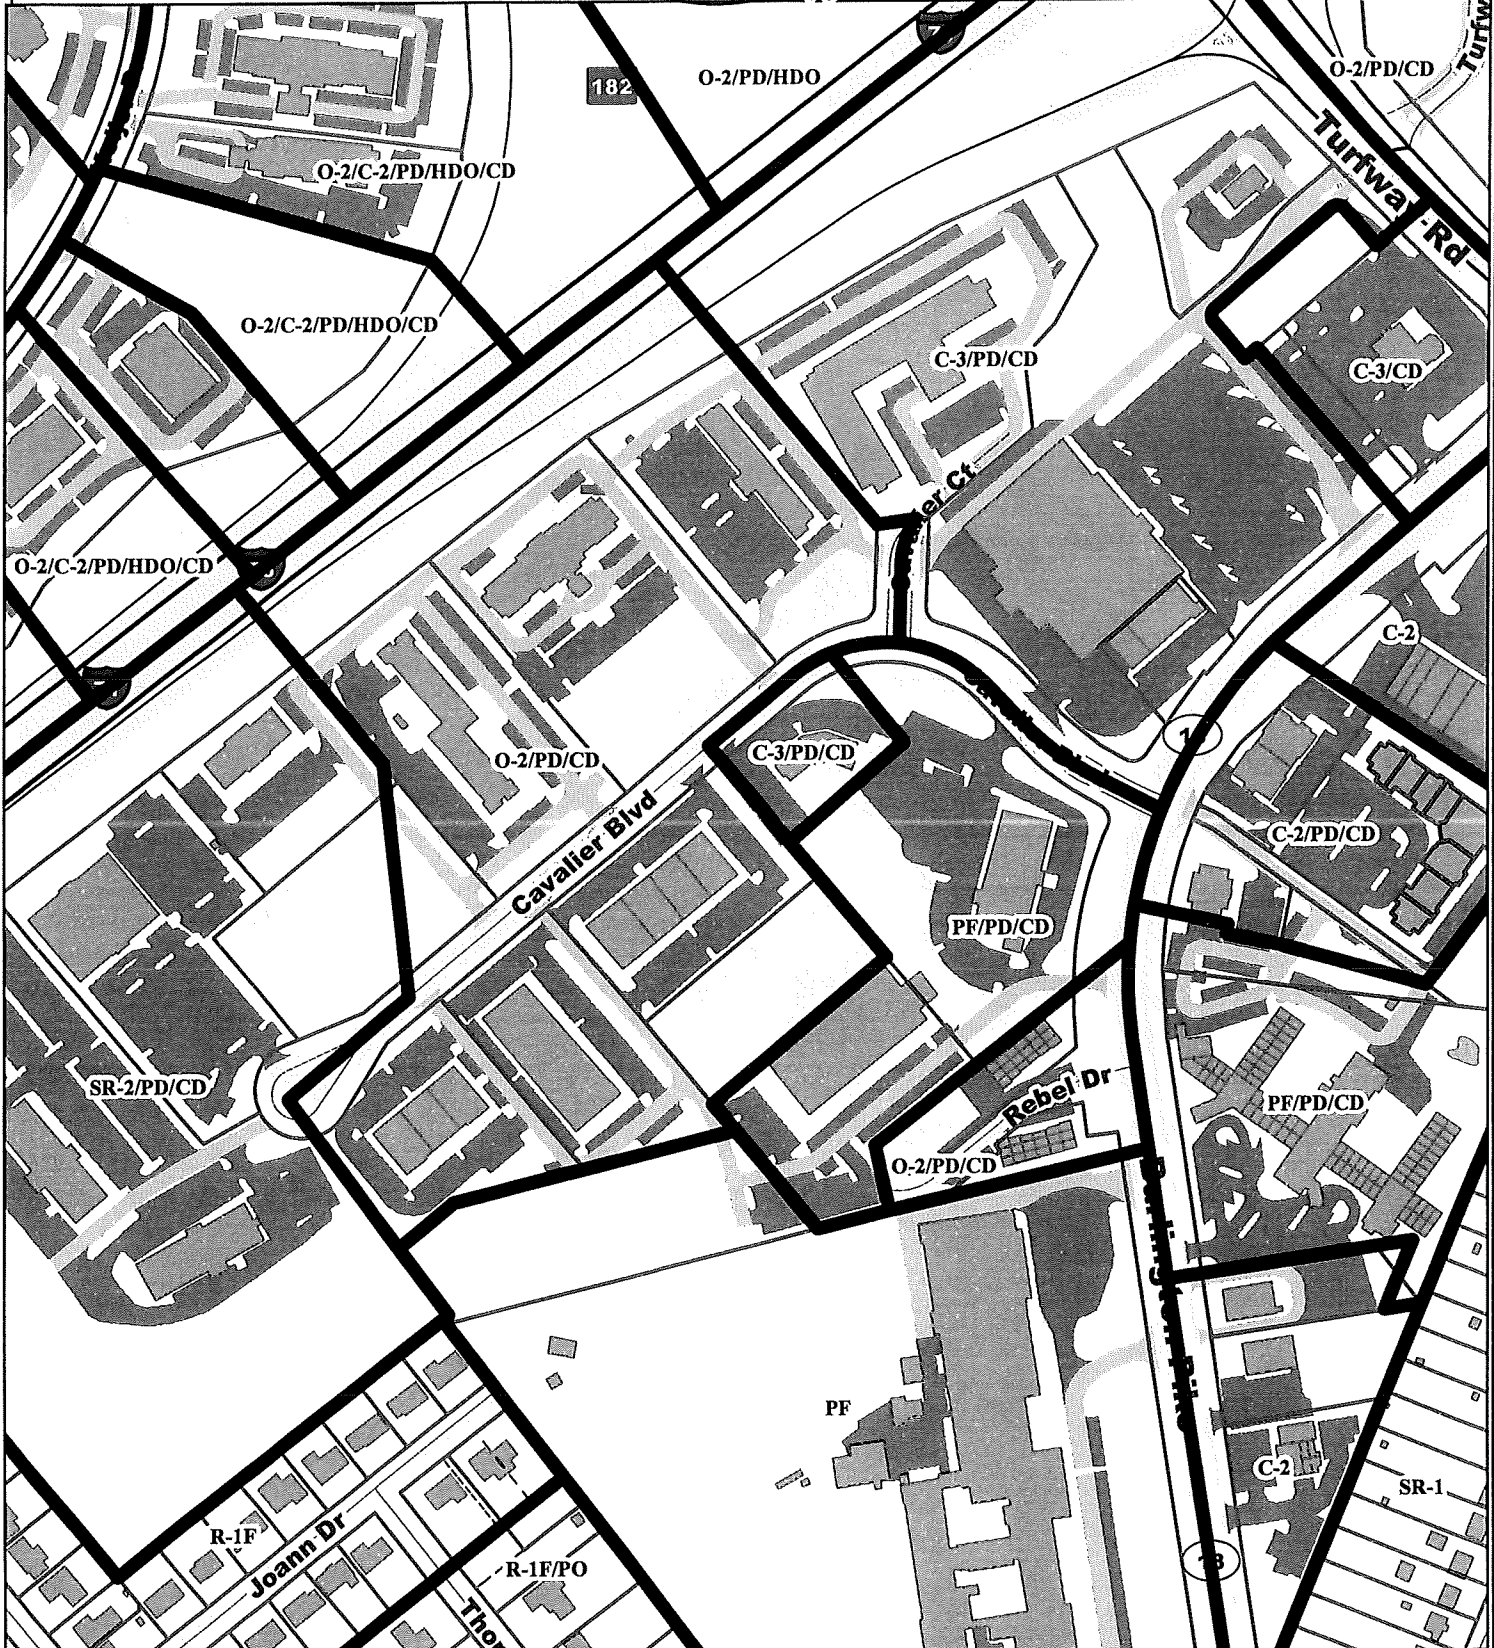 O-2/PD/HDO
O-2/PD/CD
182
Turfway Rd
O-2/C-2/PD/HDO/CD
O-2/C-2/PD/HDO/CD
C-3/PD/CD
C-3/CD
O-2/C-2/PD/HDO/CD
C-2
O-2/PD/CD
C-3/PD/CD
Cavalier Blvd
C-2/PD/CD
PF/PD/CD
SR-2/PD/CD
Rebel Dr
PF/PD/CD
O-2/PD/CD
Burlington Pike
PF
C-2
SR-1
R-1F
Joann Dr
R-1F/PO
18